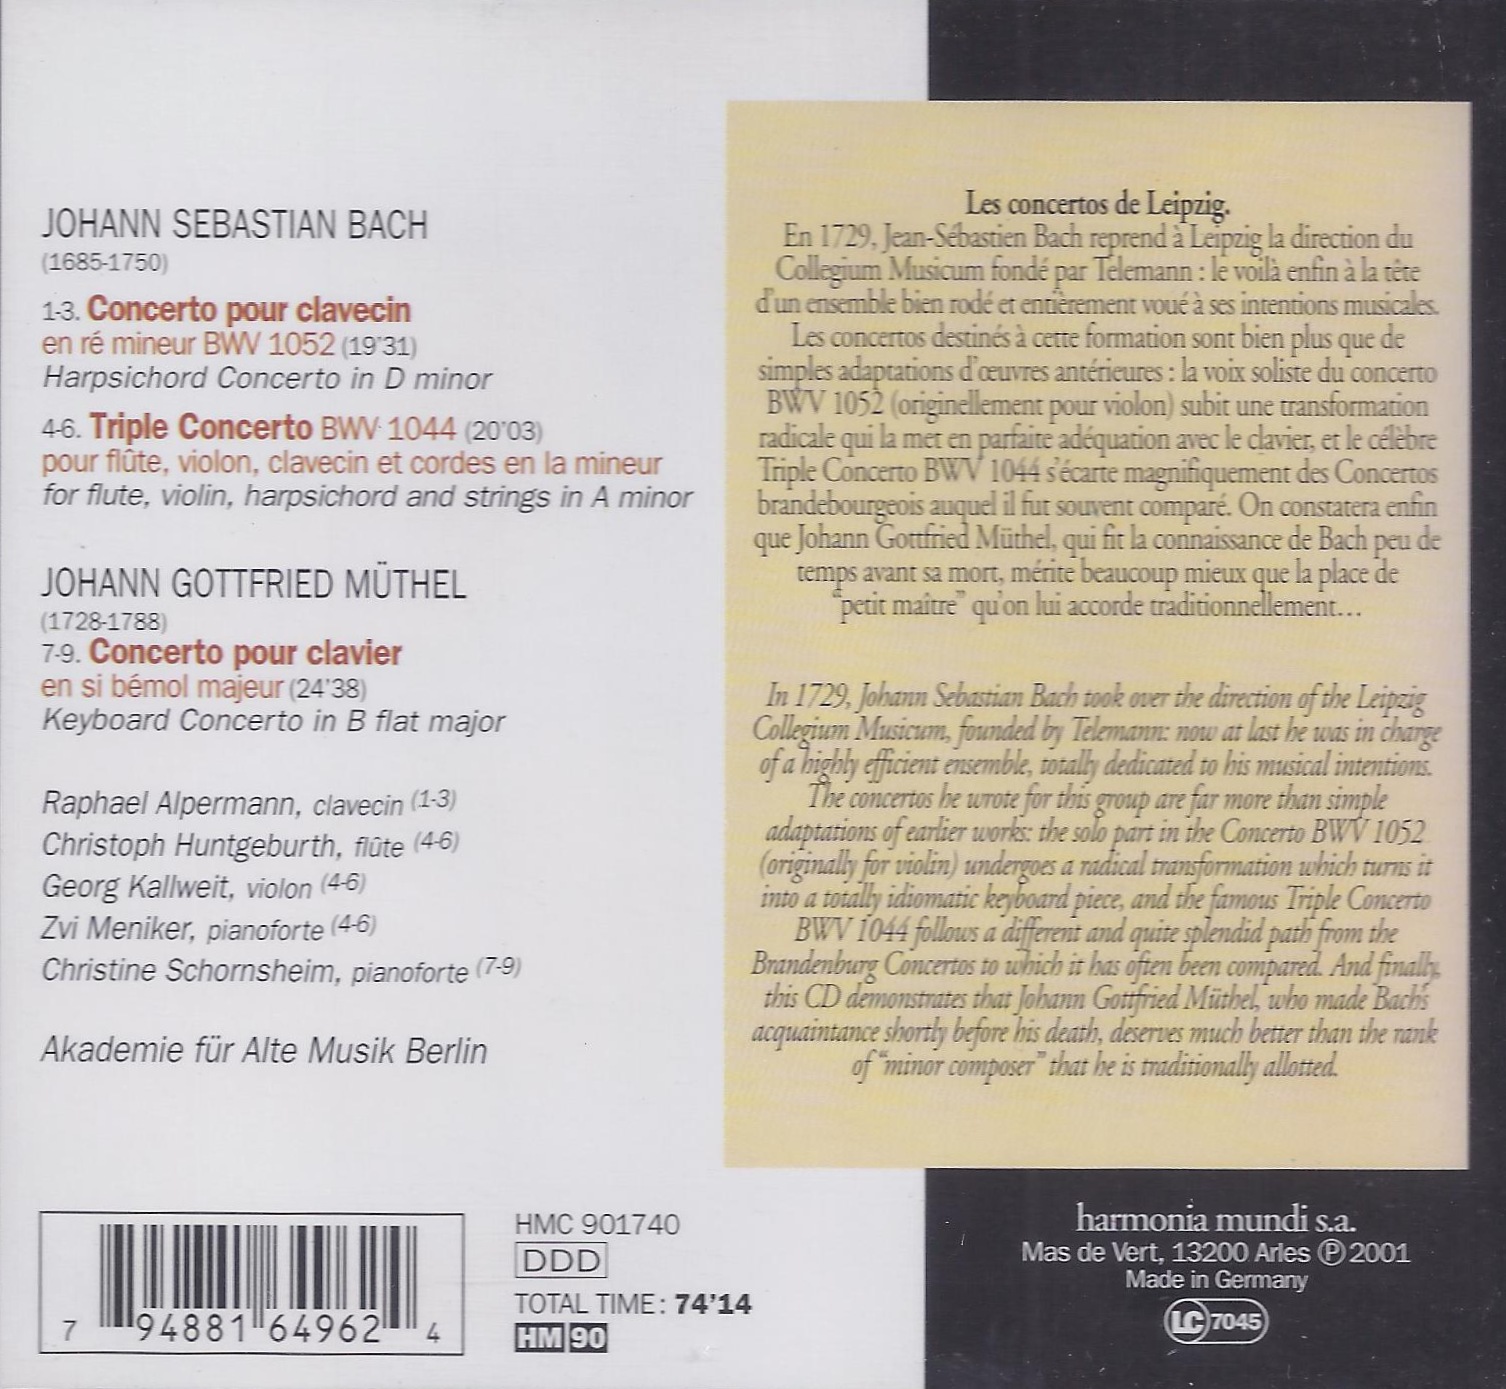 JOHANN SEBASTIAN BACH
(1685-1750)
1-3. Concerto pour clavecin
en ré mineur BWV 1052 (19'31)
Harpsichord Concerto in D minor
4-6. Triple Concerto BWV 1044 (20'03)
pour flûte, violon, clavecin et cordes en la mineur
for flute, violin, harpsichord and strings in A minor
JOHANN GOTTFRIED MÜTHEL
(1728-1788)
7-9. Concerto pour clavier
en si bémol majeur (24'38)
Keyboard Concerto in B flat major
Raphael Alpermann, clavecin (1-3)
Christoph Huntgeburth, flûte (4-6)
Georg Kallweit, violon (4-6)
Zvi Meniker, pianoforte (4-6)
Christine Schornsheim, pianoforte (7-9)
Akademie für Alte Musik Berlin
7 94881 64962 4
HMC 901740
DDD
TOTAL TIME : 74'14
HM 90
Les concertos de Leipzig.
En 1729, Jean-Sébastien Bach reprend à Leipzig la direction du
Collegium Musicum fondé par Telemann : le voilà enfin à la tête
d'un ensemble bien rodé et entièrement voué à ses intentions musicales.
Les concertos destinés à cette formation sont bien plus que de
simples adaptations d'œuvres antérieures : la voix soliste du concerto
BWV 1052 (originellement pour violon) subit une transformation
radicale qui la met en parfaite adéquation avec le clavier, et le célèbre
Triple Concerto BWV 1044 s'écarte magnifiquement des Concertos
brandebourgeois auquel il fut souvent comparé. On constatera enfin
que Johann Gottfried Müthel, qui fit la connaissance de Bach peu de
temps avant sa mort, mérite beaucoup mieux que la place de
"petit maître" qu'on lui accorde traditionnellement…
In 1729, Johann Sebastian Bach took over the direction of the Leipzig
Collegium Musicum, founded by Telemann: now at last he was in charge
of a highly efficient ensemble, totally dedicated to his musical intentions.
The concertos he wrote for this group are far more than simple
adaptations of earlier works: the solo part in the Concerto BWV 1052
(originally for violin) undergoes a radical transformation which turns it
into a totally idiomatic keyboard piece, and the famous Triple Concerto
BWV 1044 follows a different and quite splendid path from the
Brandenburg Concertos to which it has often been compared. And finally,
this CD demonstrates that Johann Gottfried Müthel, who made Bach's
acquaintance shortly before his death, deserves much better than the rank
of "minor composer" that he is traditionally allotted.
harmonia mundi s.a.
Mas de Vert, 13200 Arles ℗ 2001
Made in Germany
LC 7045